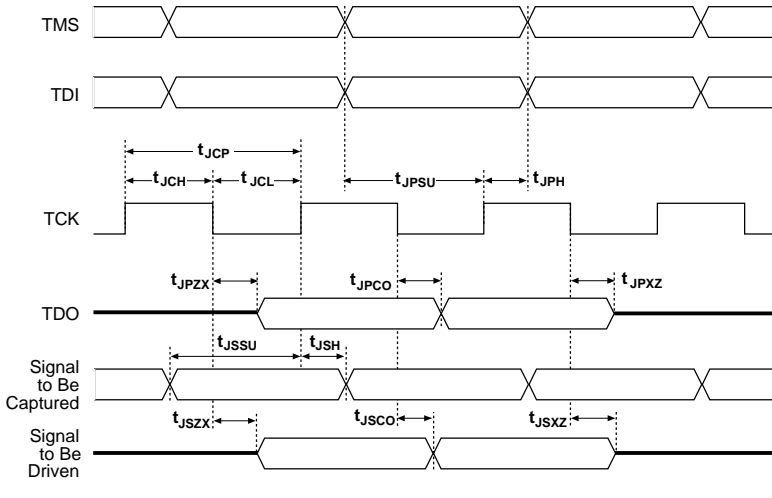 TMS
TDI
tJCP
tJCH tJCL tJPSU tJPH
TCK
tJPZX tJPCO tJPXZ
TDO
tJSSU tJSH
Signal
to Be
Captured
tJSZX tJSCO tJSXZ
Signal
to Be
Driven